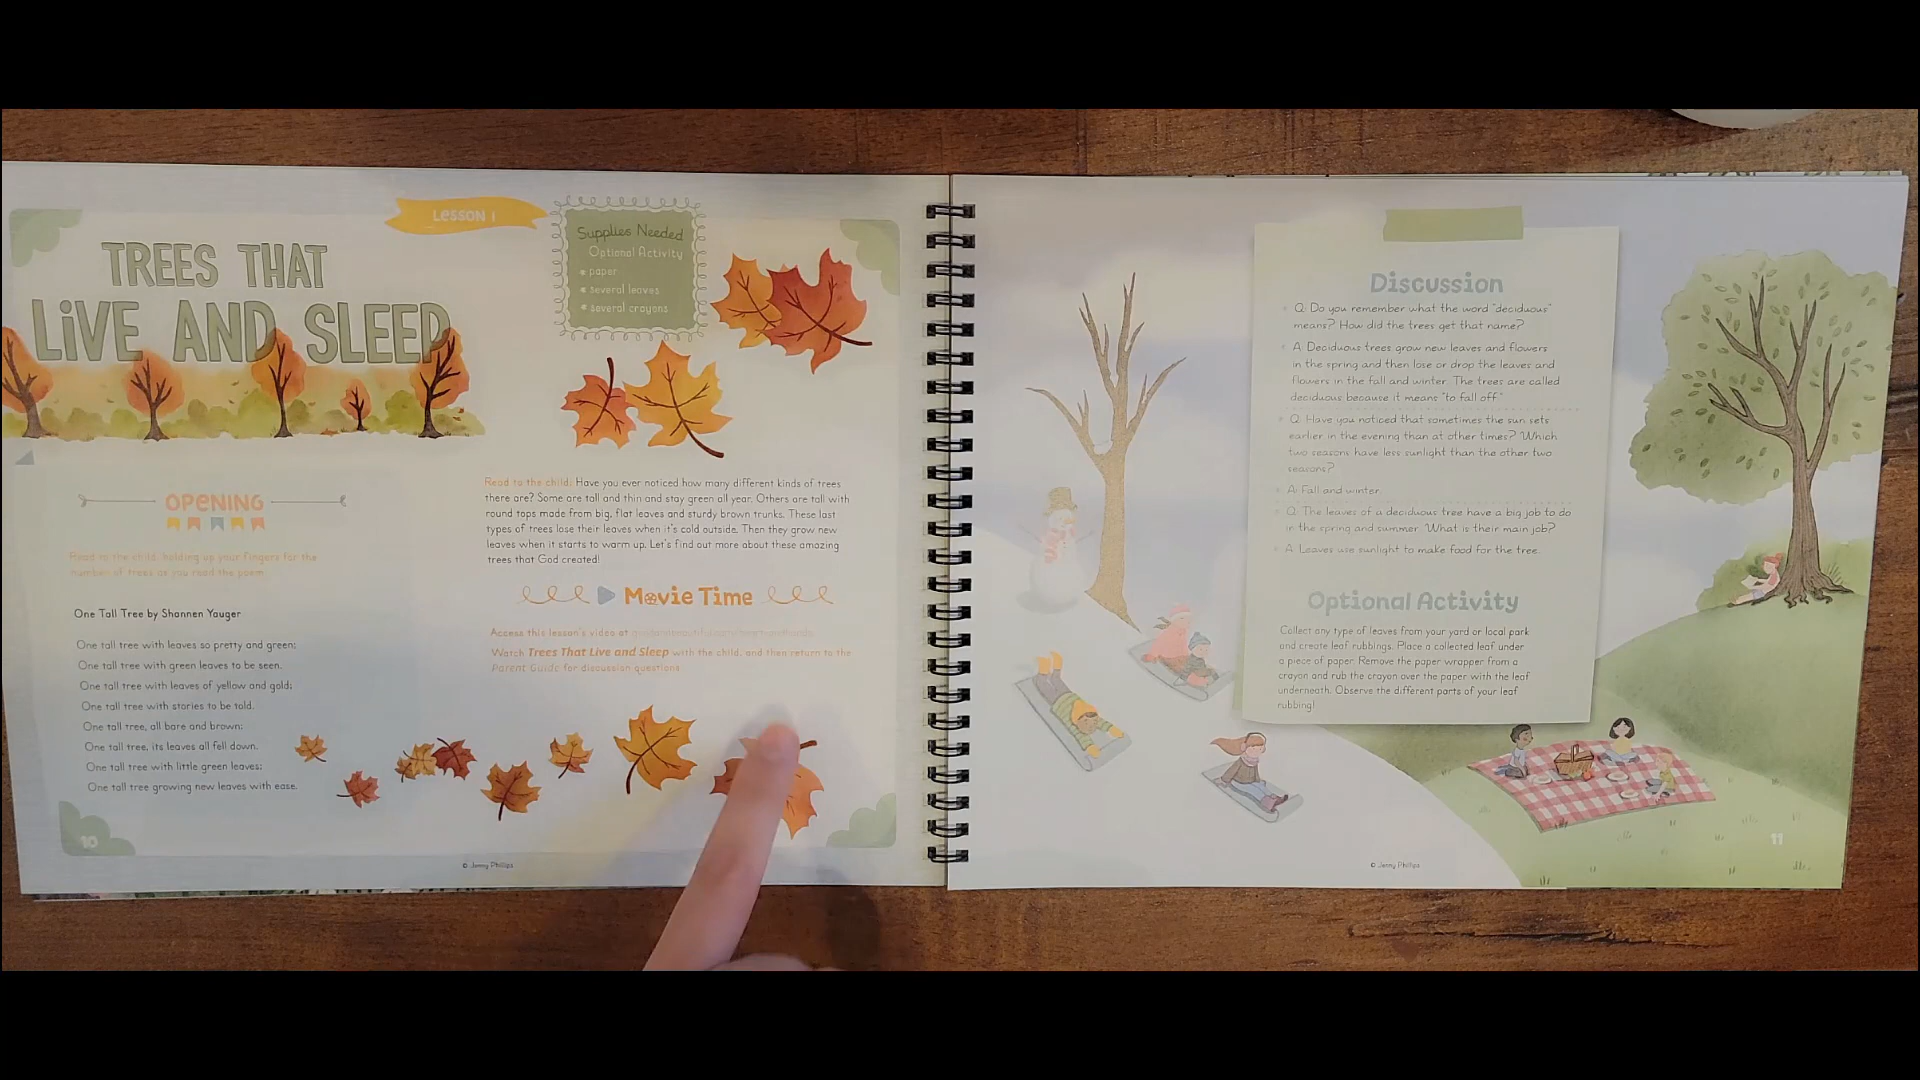 Lesson 1
TREES THAT
LiVE AND SLEEP
Supplies Needed
Optional Activity
paper
several leaves
several crayons
OPENING
Read to the child, holding up your fingers for the
number of trees as you read the poem.
One Tall Tree by Shannen Yauger
One tall tree with leaves so pretty and green;
One tall tree with green leaves to be seen.
One tall tree with leaves of yellow and gold;
One tall tree with stories to be told.
One tall tree, all bare and brown;
One tall tree, its leaves all fell down.
One tall tree with little green leaves;
One tall tree growing new leaves with ease.
10
Read to the child: Have you ever noticed how many different kinds of trees
there are? Some are tall and thin and stay green all year. Others are tall with
round tops made from big, flat leaves and sturdy brown trunks. These last
types of trees lose their leaves when it's cold outside. Then they grow new
leaves when it starts to warm up. Let's find out more about these amazing
trees that God created!
Movie Time
Access this lesson's video at
Watch Trees That Live and Sleep with the child, and then return to the
Parent Guide for discussion questions.
© Jenny Phillips
Discussion
Q: Do you remember what the word "deciduous"
means? How did the trees get that name?
A: Deciduous trees grow new leaves and flowers
in the spring and then lose or drop the leaves and
flowers in the fall and winter. The trees are called
deciduous because it means "to fall off."
Q: Have you noticed that sometimes the sun sets
earlier in the evening than at other times? Which
two seasons have less sunlight than the other two
seasons?
A: Fall and winter.
Q: The leaves of a deciduous tree have a big job to do
in the spring and summer. What is their main job?
A: Leaves use sunlight to make food for the tree.
Optional Activity
Collect any type of leaves from your yard or local park
and create leaf rubbings. Place a collected leaf under
a piece of paper. Remove the paper wrapper from a
crayon and rub the crayon over the paper with the leaf
underneath. Observe the different parts of your leaf
rubbing!
© Jenny Phillips
11